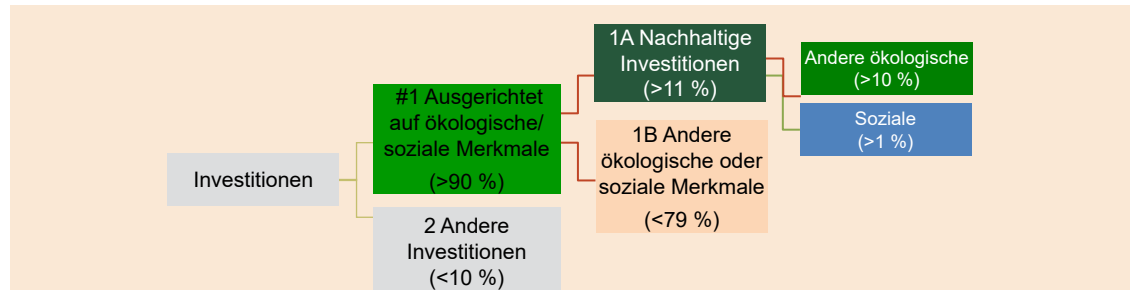 Investitionen
#1 Ausgerichtet
auf ökologische/
soziale Merkmale
(>90 %)
2 Andere
Investitionen
(<10 %)
1A Nachhaltige
Investitionen
(>11 %)
1B Andere
ökologische oder
soziale Merkmale
(<79 %)
Andere ökologische
(>10 %)
Soziale
(>1 %)